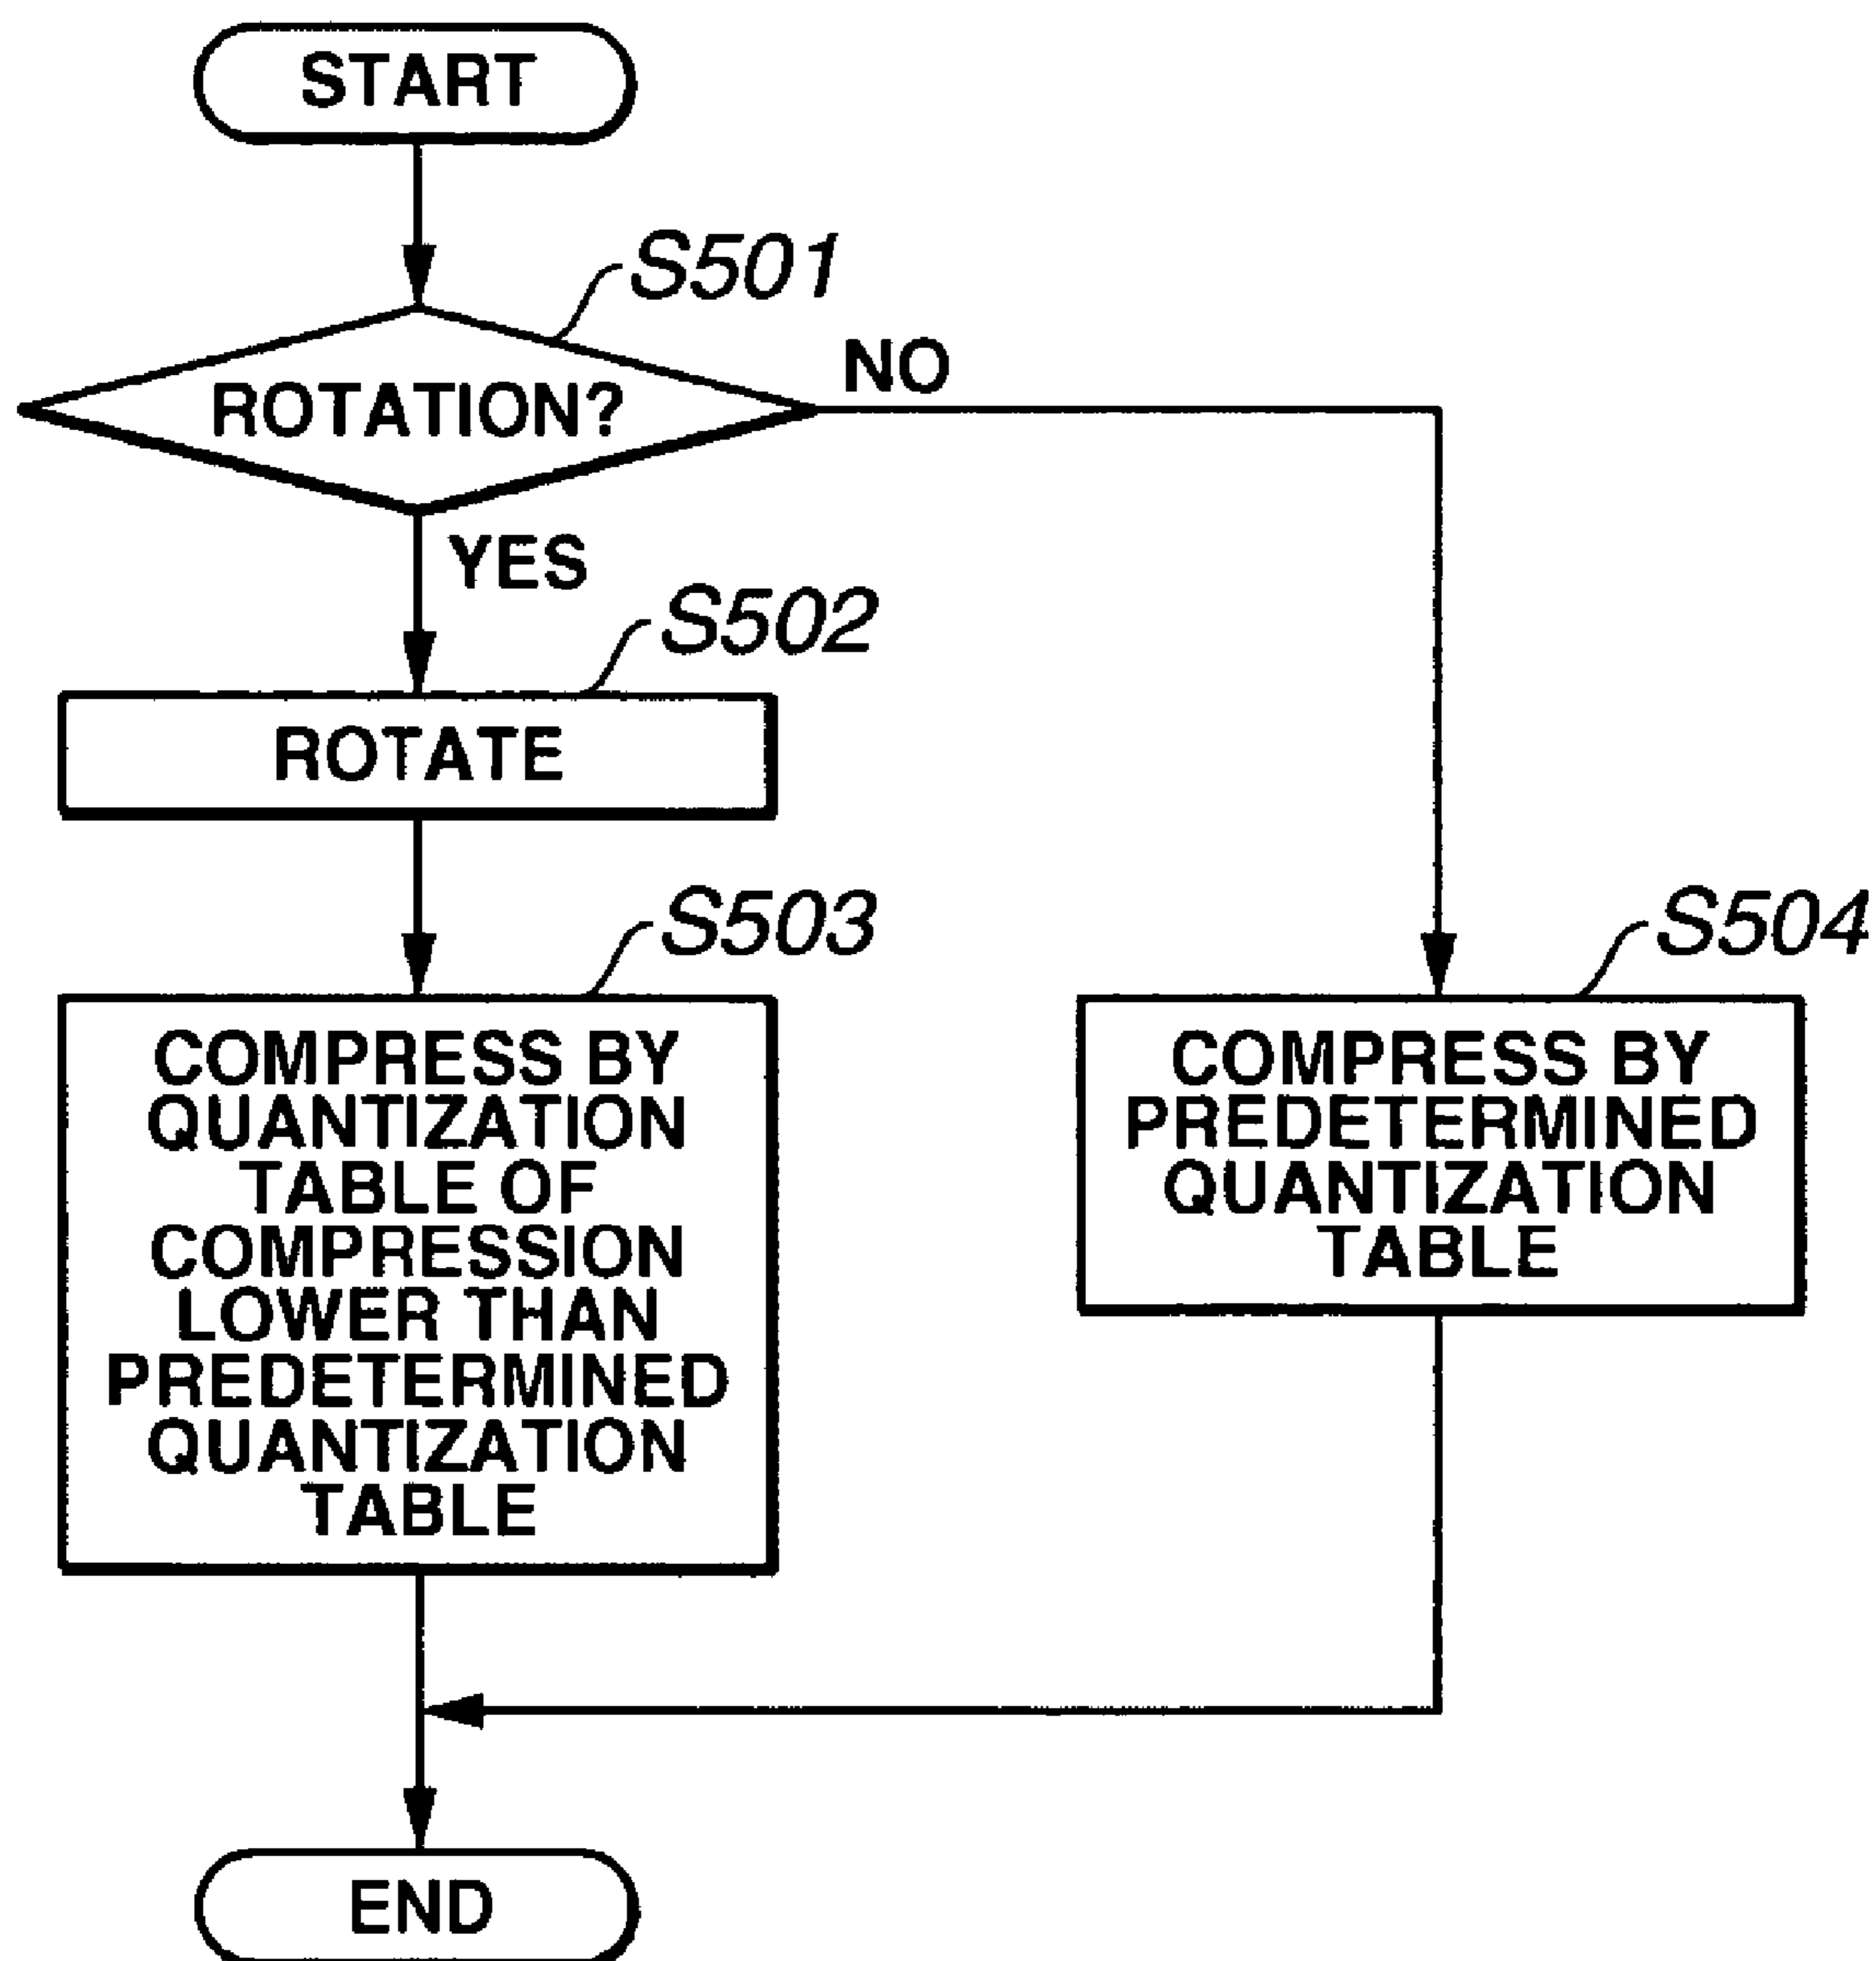 START
S501
ROTATION?
NO
YES
S502
ROTATE
S503
COMPRESS BY
QUANTIZATION
TABLE OF
COMPRESSION
LOWER THAN
PREDETERMINED
QUANTIZATION
TABLE
S504
COMPRESS BY
PREDETERMINED
QUANTIZATION
TABLE
END